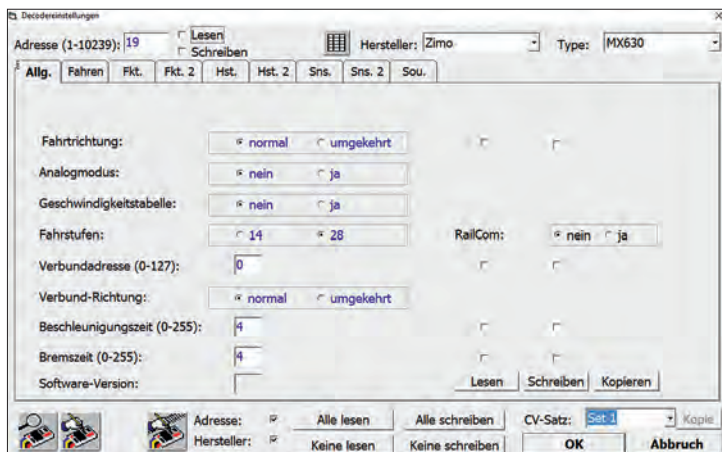 Decodereinstellungen
Adresse (1-10239): 19 Lesen Schreiben Hersteller: Zimo Type: MX630
Allg. Fahren Fkt. Fkt. 2 Hst. Hst. 2 Sns. Sns. 2 Sou.
Fahrtrichtung: normal umgekehrt
Analogmodus: nein ja
Geschwindigkeitstabelle: nein ja
Fahrstufen: 14 28 RailCom: nein ja
Verbundadresse (0-127): 0
Verbund-Richtung: normal umgekehrt
Beschleunigungszeit (0-255): 4
Bremszeit (0-255): 4
Software-Version: Lesen Schreiben Kopieren
Adresse: Alle lesen Alle schreiben CV-Satz: Set-1 Kopie
Hersteller: Keine lesen Keine schreiben OK Abbruch